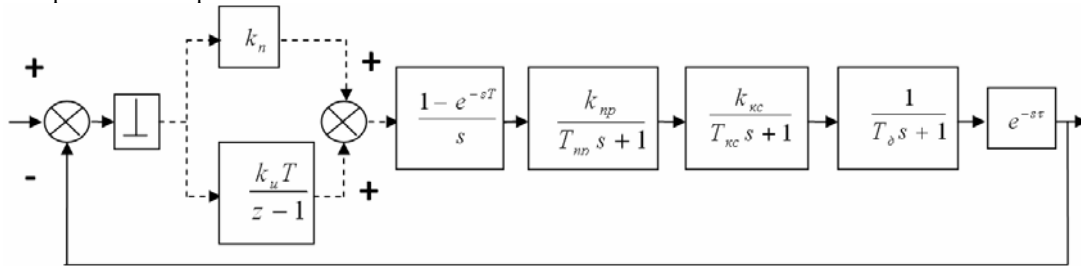 +
-
k_п
k_и T
z − 1
+
+
1 − e^{−sT}
s
k_пр
T_пп s + 1
k_кс
T_кс s + 1
1
T_д s + 1
e^{−sτ}